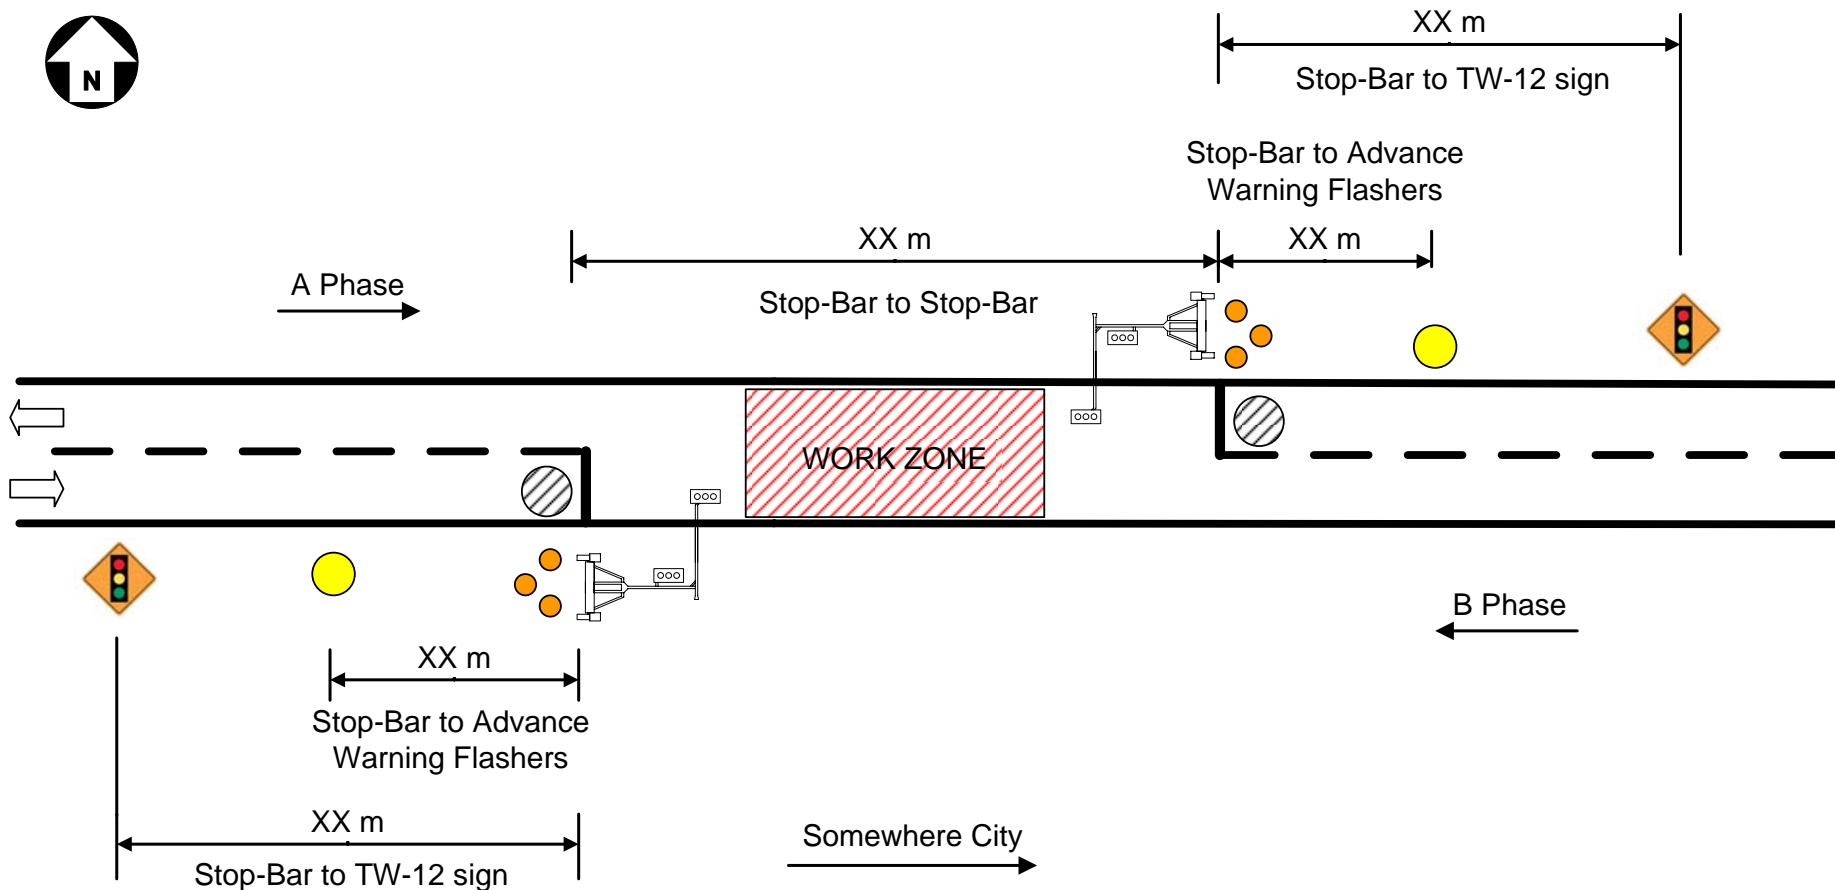 XX m
Stop-Bar to TW-12 sign
N
Stop-Bar to Advance
Warning Flashers
XX m
XX m
A Phase
Stop-Bar to Stop-Bar
WORK ZONE
B Phase
XX m
Stop-Bar to Advance
Warning Flashers
XX m
Stop-Bar to TW-12 sign
Somewhere City